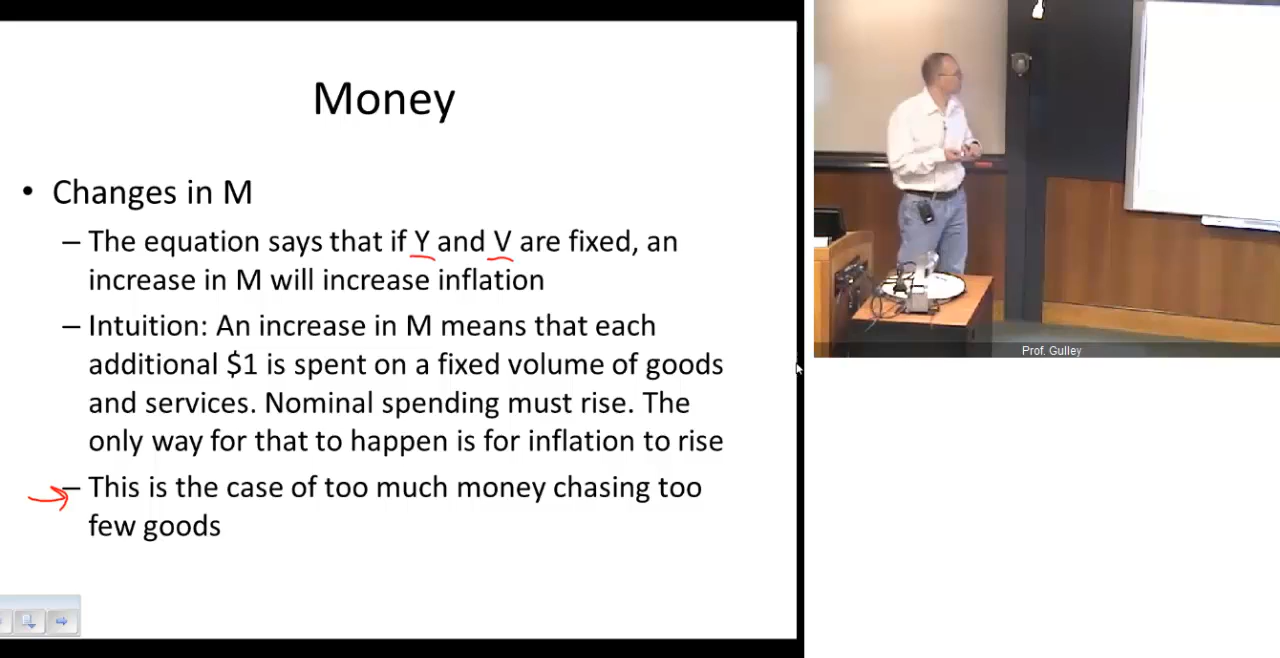 Money
• Changes in M
– The equation says that if Y and V are fixed, an
increase in M will increase inflation
– Intuition: An increase in M means that each
additional $1 is spent on a fixed volume of goods
and services. Nominal spending must rise. The
only way for that to happen is for inflation to rise
– This is the case of too much money chasing too
few goods
Prof. Gulley